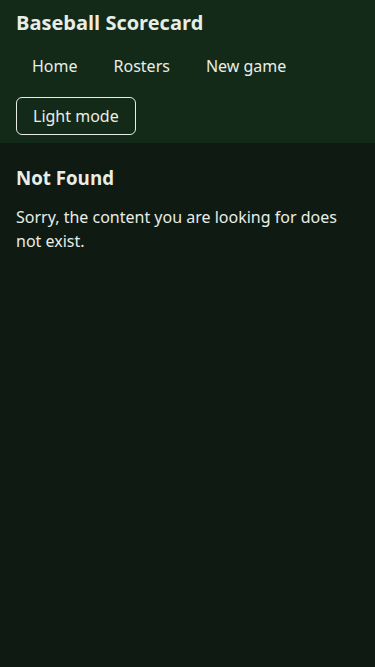 Baseball Scorecard
Home Rosters New game
Light mode
Not Found
Sorry, the content you are looking for does
not exist.